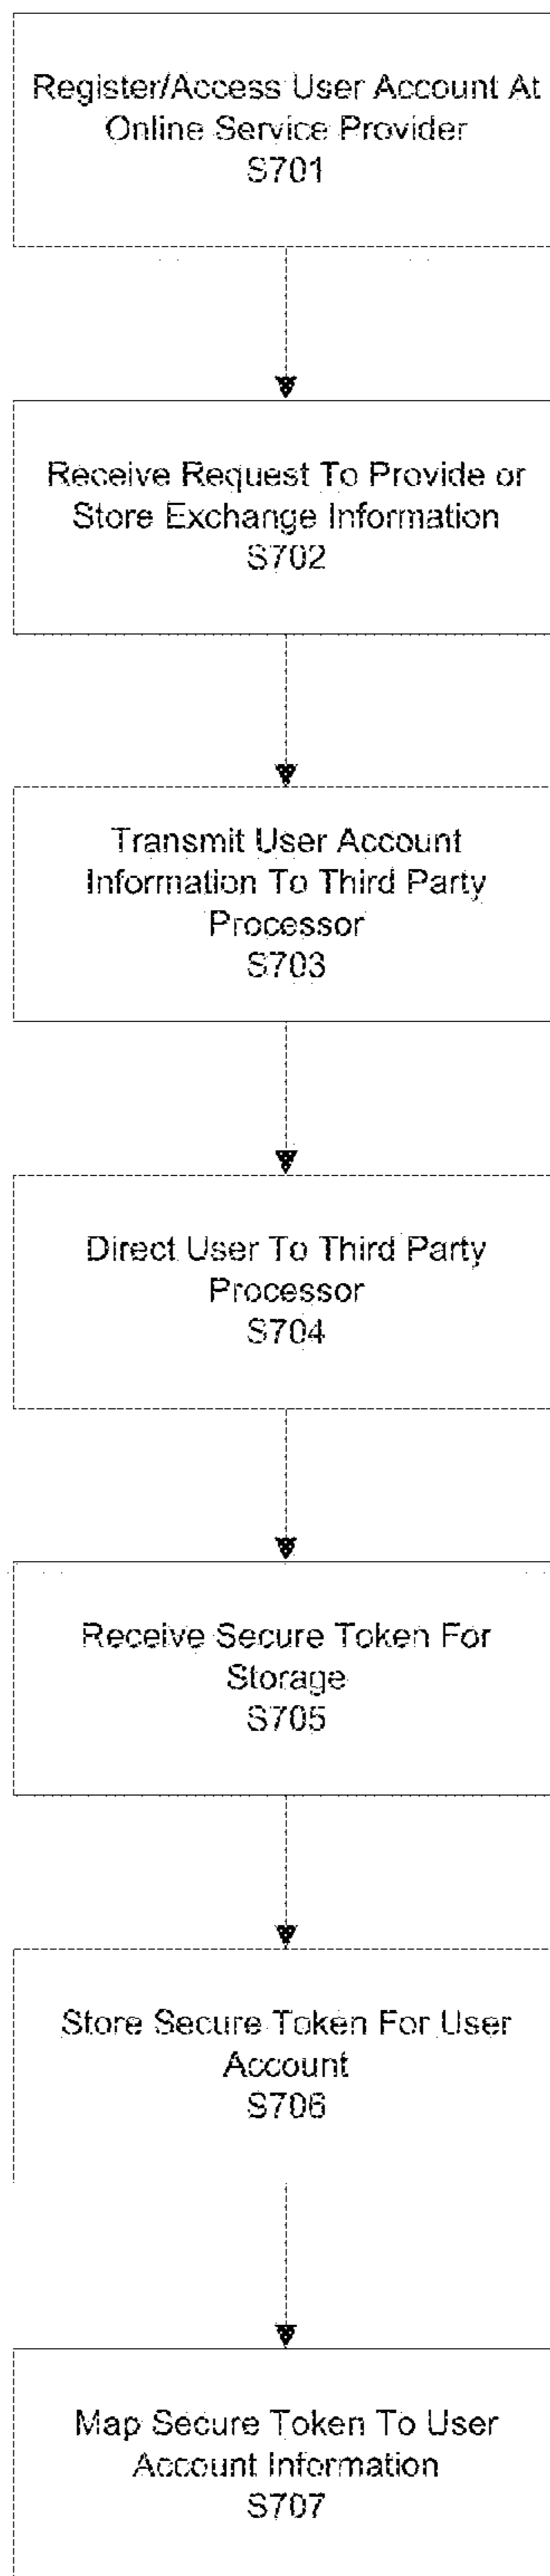 Register/Access User Account At
Online Service Provider
S701
Receive Request To Provide or
Store Exchange Information
S702
Transmit User Account
Information To Third Party
Processor
S703
Direct User To Third Party
Processor
S704
Receive Secure Token For
Storage
S705
Store Secure Token For User
Account
S706
Map Secure Token To User
Account Information
S707